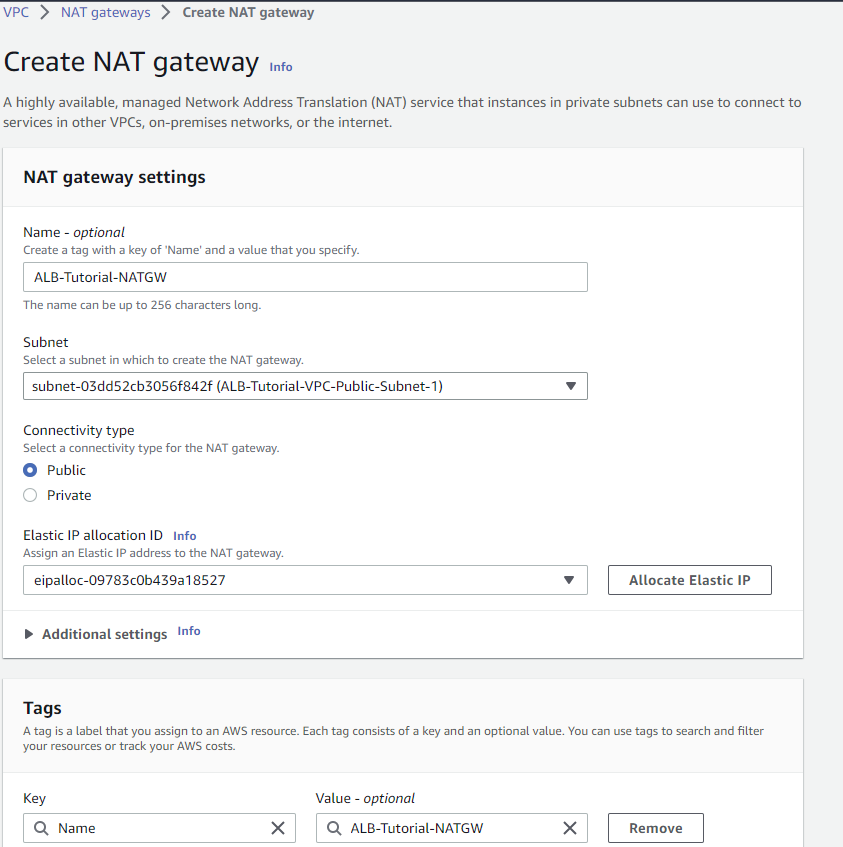 VPC > NAT gateways > Create NAT gateway
Create NAT gateway Info
A highly available, managed Network Address Translation (NAT) service that instances in private subnets can use to connect to
services in other VPCs, on-premises networks, or the internet.
NAT gateway settings
Name - optional
Create a tag with a key of 'Name' and a value that you specify.
ALB-Tutorial-NATGW
The name can be up to 256 characters long.
Subnet
Select a subnet in which to create the NAT gateway.
subnet-03dd52cb3056f842f (ALB-Tutorial-VPC-Public-Subnet-1)
Connectivity type
Select a connectivity type for the NAT gateway.
Public
Private
Elastic IP allocation ID Info
Assign an Elastic IP address to the NAT gateway.
eipalloc-09783c0b439a18527 Allocate Elastic IP
Additional settings Info
Tags
A tag is a label that you assign to an AWS resource. Each tag consists of a key and an optional value. You can use tags to search and filter
your resources or track your AWS costs.
Key Value - optional
Name ALB-Tutorial-NATGW Remove